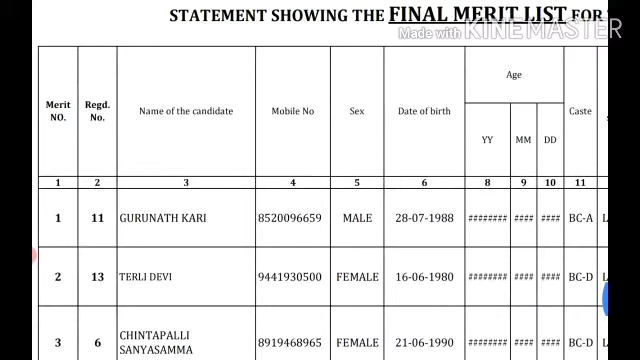 STATEMENT SHOWING THE FINAL MERIT LIST FOR
Made with KINEMASTER
Age
Merit NO. Regd. No. Name of the candidate Mobile No Sex Date of birth Caste
YY MM DD
1 2 3 4 5 6 8 9 10 11
1 11 GURUNATH KARI 8520096659 MALE 28-07-1988 ######## #### #### BC-A
2 13 TERLI DEVI 9441930500 FEMALE 16-06-1980 ######## #### #### BC-D
3 6 CHINTAPALLI SANYASAMMA 8919468965 FEMALE 21-06-1990 ######## #### #### BC-D